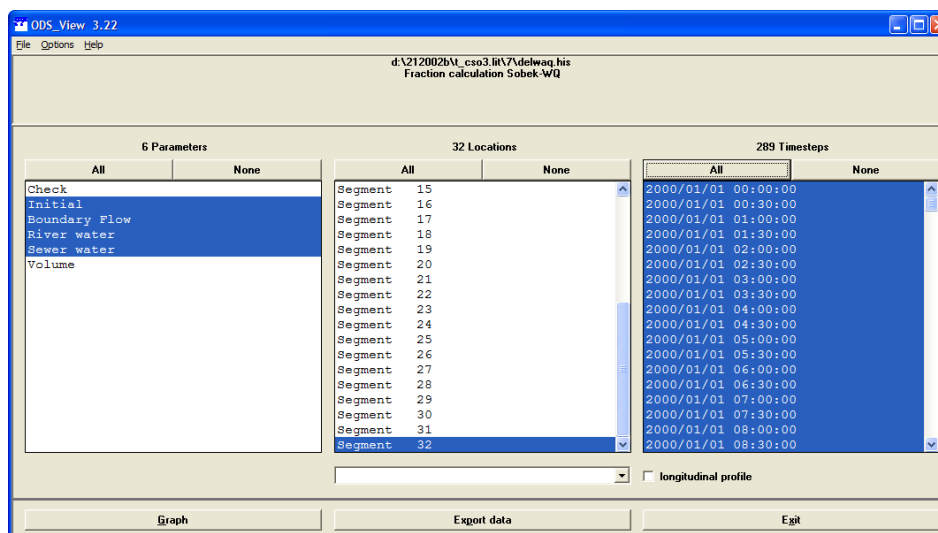 ODS_View 3.22
File Options Help
d:\212002b\t_cso3.lit\7\delwaq.his
Fraction calculation Sobek-WQ
6 Parameters
All None
Check
Initial
Boundary Flow
River water
Sewer water
Volume
32 Locations
All None
Segment 15
Segment 16
Segment 17
Segment 18
Segment 19
Segment 20
Segment 21
Segment 22
Segment 23
Segment 24
Segment 25
Segment 26
Segment 27
Segment 28
Segment 29
Segment 30
Segment 31
Segment 32
289 Timesteps
All None
2000/01/01 00:00:00
2000/01/01 00:30:00
2000/01/01 01:00:00
2000/01/01 01:30:00
2000/01/01 02:00:00
2000/01/01 02:30:00
2000/01/01 03:00:00
2000/01/01 03:30:00
2000/01/01 04:00:00
2000/01/01 04:30:00
2000/01/01 05:00:00
2000/01/01 05:30:00
2000/01/01 06:00:00
2000/01/01 06:30:00
2000/01/01 07:00:00
2000/01/01 07:30:00
2000/01/01 08:00:00
2000/01/01 08:30:00
longitudinal profile
Graph Export data Exit